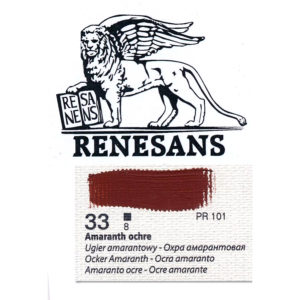 RE SA
NE NS
RENESANS
33 8 PR 101
Amaranth ochre
Ugier amarantowy - Охра амарантовая
Ocker Amaranth - Ocra amaranto
Amaranto ocre - Ocre amarante